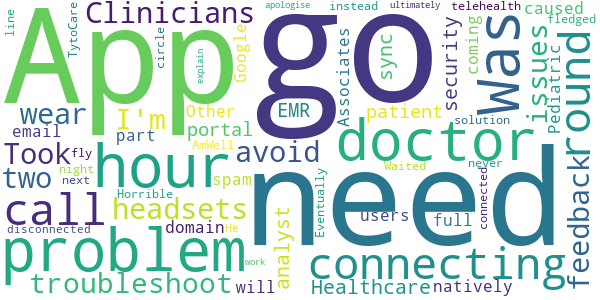 apologise
instead
ultimately
Clinicians
telehealth
caused
fledged
line
TytoCare
circle
Google
App
go
was
round
issues
coming
security
sync
Associates
Pediatric
explain
wear
I'm
Other
EMR
patient
email
part
portal
solution
AmWell
Took
fly
doctor
avoid
two
night
next
hour
spam
Waited
never
Horrible
Eventually
need
feedback
call
headsets
users
full
connected
disconnected
domain
He
analyst
problem
connecting
work
troubleshoot
will
Healthcare
natively